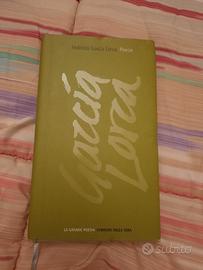 Federico García Lorca Poesie
García
Lorca
LA GRANDE POESIA CORRIERE DELLA SERA
subito